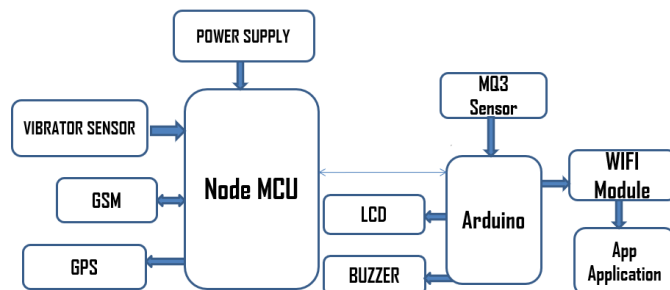 POWER SUPPLY
MQ3
Sensor
VIBRATOR SENSOR
Node MCU
WIFI
Module
GSM
LCD
Arduino
GPS
BUZZER
App
Application